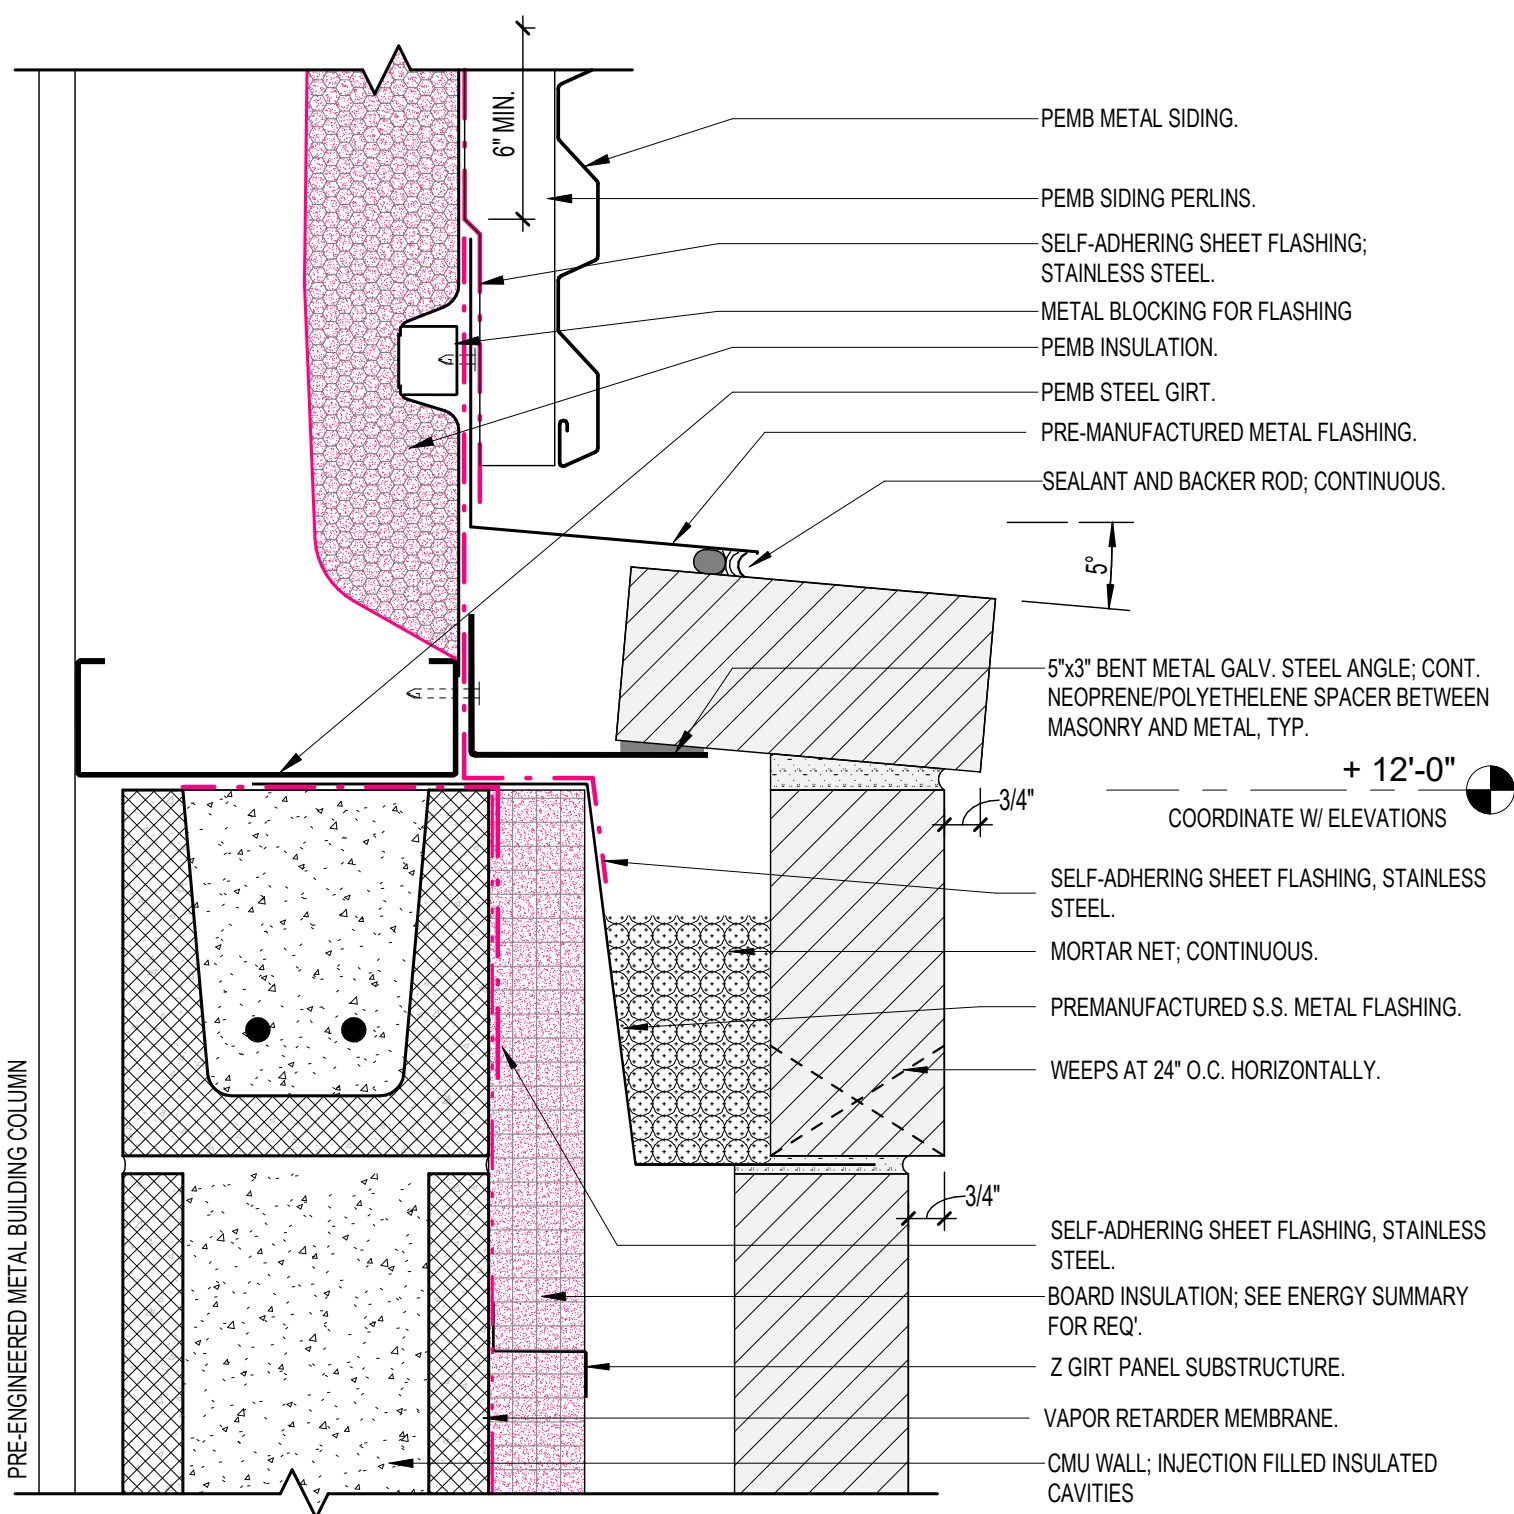 6" MIN.
PEMB METAL SIDING.
PEMB SIDING PERLINS.
SELF-ADHERING SHEET FLASHING;
STAINLESS STEEL.
METAL BLOCKING FOR FLASHING
PEMB INSULATION.
PEMB STEEL GIRT.
PRE-MANUFACTURED METAL FLASHING.
SEALANT AND BACKER ROD; CONTINUOUS.
5°
5"x3" BENT METAL GALV. STEEL ANGLE; CONT.
NEOPRENE/POLYETHELENE SPACER BETWEEN
MASONRY AND METAL, TYP.
+ 12'-0"
COORDINATE W/ ELEVATIONS
3/4"
SELF-ADHERING SHEET FLASHING, STAINLESS
STEEL.
MORTAR NET; CONTINUOUS.
PREMANUFACTURED S.S. METAL FLASHING.
WEEPS AT 24" O.C. HORIZONTALLY.
3/4"
SELF-ADHERING SHEET FLASHING, STAINLESS
STEEL.
BOARD INSULATION; SEE ENERGY SUMMARY
FOR REQ'.
Z GIRT PANEL SUBSTRUCTURE.
VAPOR RETARDER MEMBRANE.
CMU WALL; INJECTION FILLED INSULATED
CAVITIES
PRE-ENGINEERED METAL BUILDING COLUMN